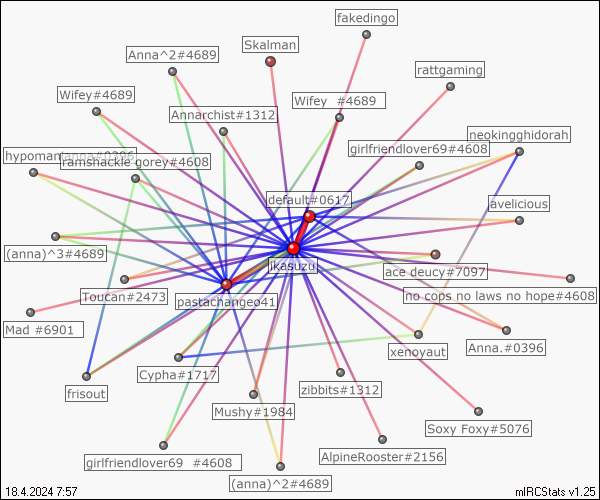 fakedingo
Skalman
Anna^2#4689
rattgaming
Wifey#4689
Wifey #4689
Annarchist#1312
neokingghidorah
girlfriendlover69#4608
hypoman
ramshackle gorey#4608
default#0617
avelicious
(anna)^3#4689
jkasuzu
ace deucy#7097
Toucan#2473
no cops no laws no hope#4608
pastachangeo41
Mad #6901
Anna.#0396
xenoyaut
Cypha#1717
frisout
zibbits#1312
Mushy#1984
Soxy Foxy#5076
girlfriendlover69 #4608
AlpineRooster#2156
(anna)^2#4689
18.4.2024 7:57
mIRCStats v1.25